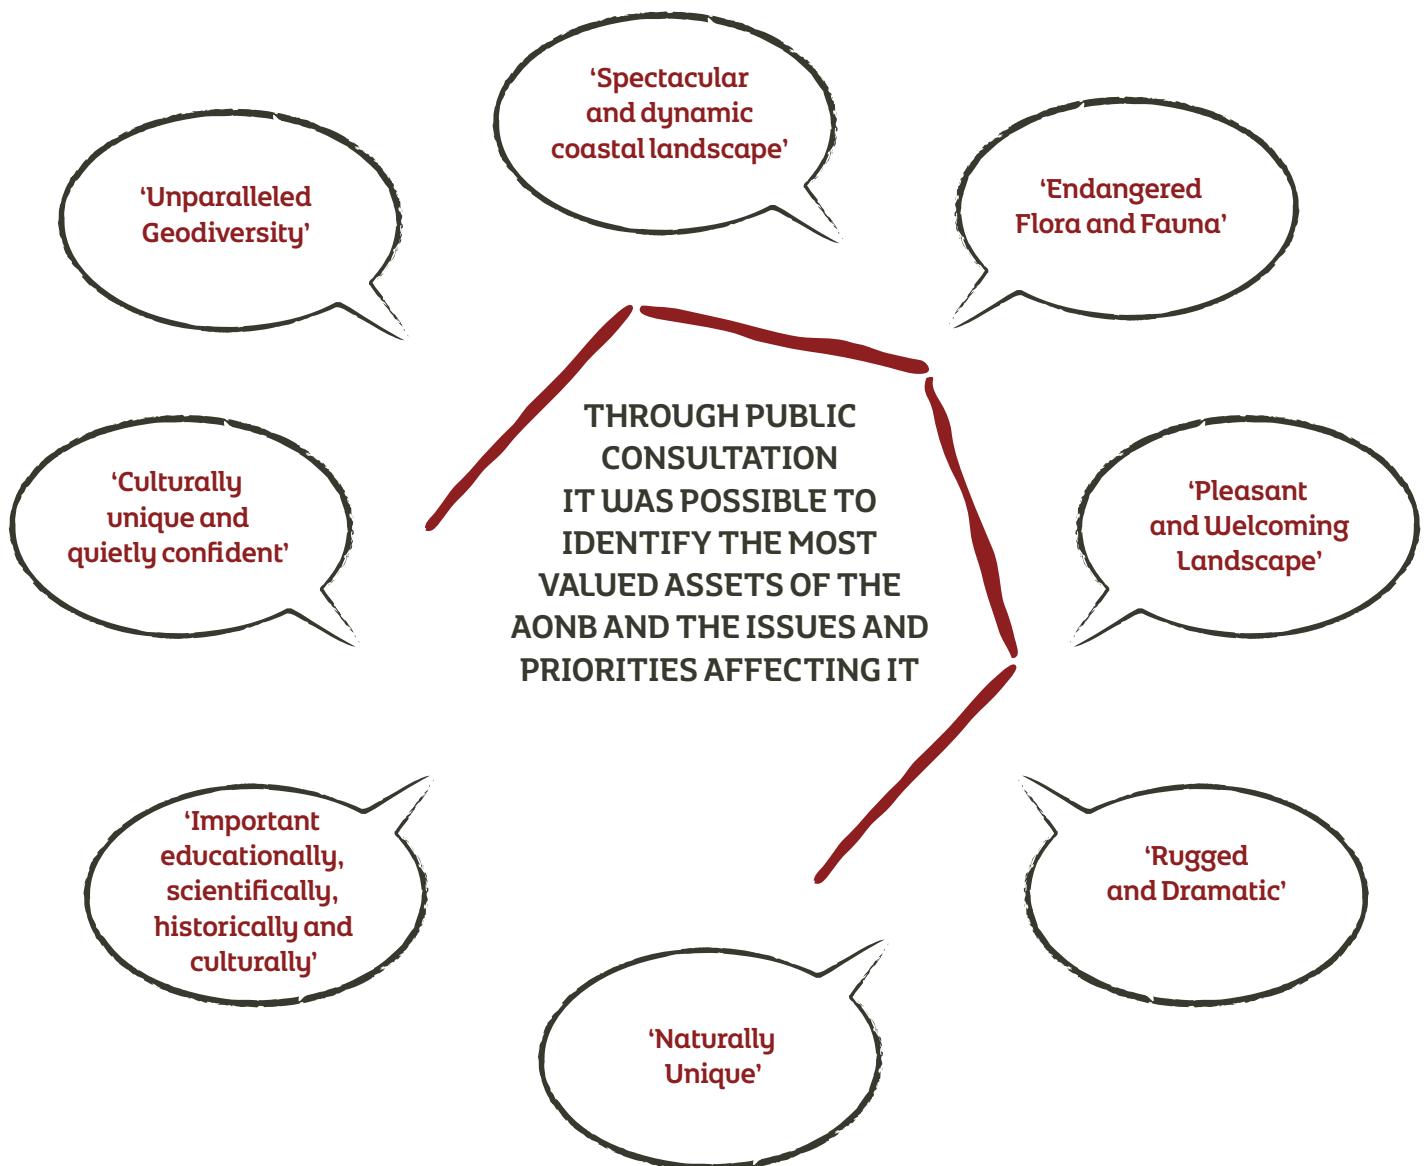 ‘Spectacular
and dynamic
coastal landscape’
‘Unparalleled
Geodiversity’
‘Endangered
Flora and Fauna’
THROUGH PUBLIC
CONSULTATION
IT WAS POSSIBLE TO
IDENTIFY THE MOST
VALUED ASSETS OF THE
AONB AND THE ISSUES AND
PRIORITIES AFFECTING IT
‘Culturally
unique and
quietly confident’
‘Pleasant
and Welcoming
Landscape’
‘Important
educationally,
scientifically,
historically and
culturally’
‘Rugged
and Dramatic’
‘Naturally
Unique’